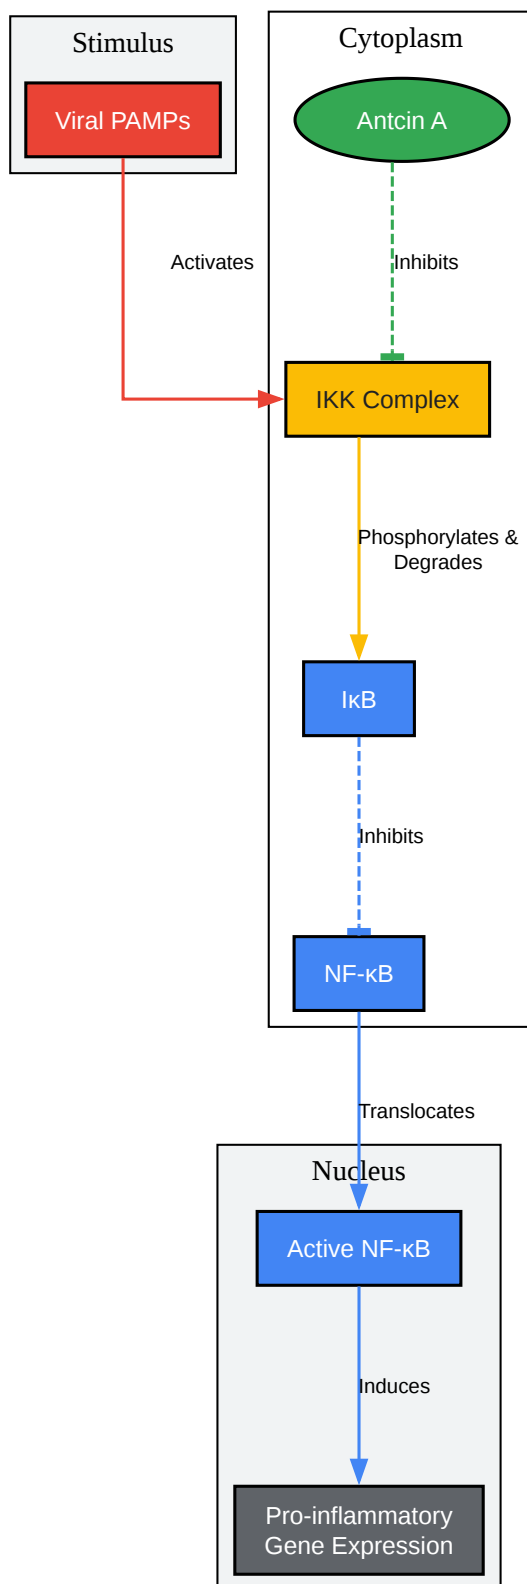 Stimulus
Viral PAMPs
Cytoplasm
Antcin A
Activates
Inhibits
IKK Complex
Phosphorylates &
Degrades
IκB
Inhibits
NF-κB
Translocates
Nucleus
Active NF-κB
Induces
Pro-inflammatory
Gene Expression